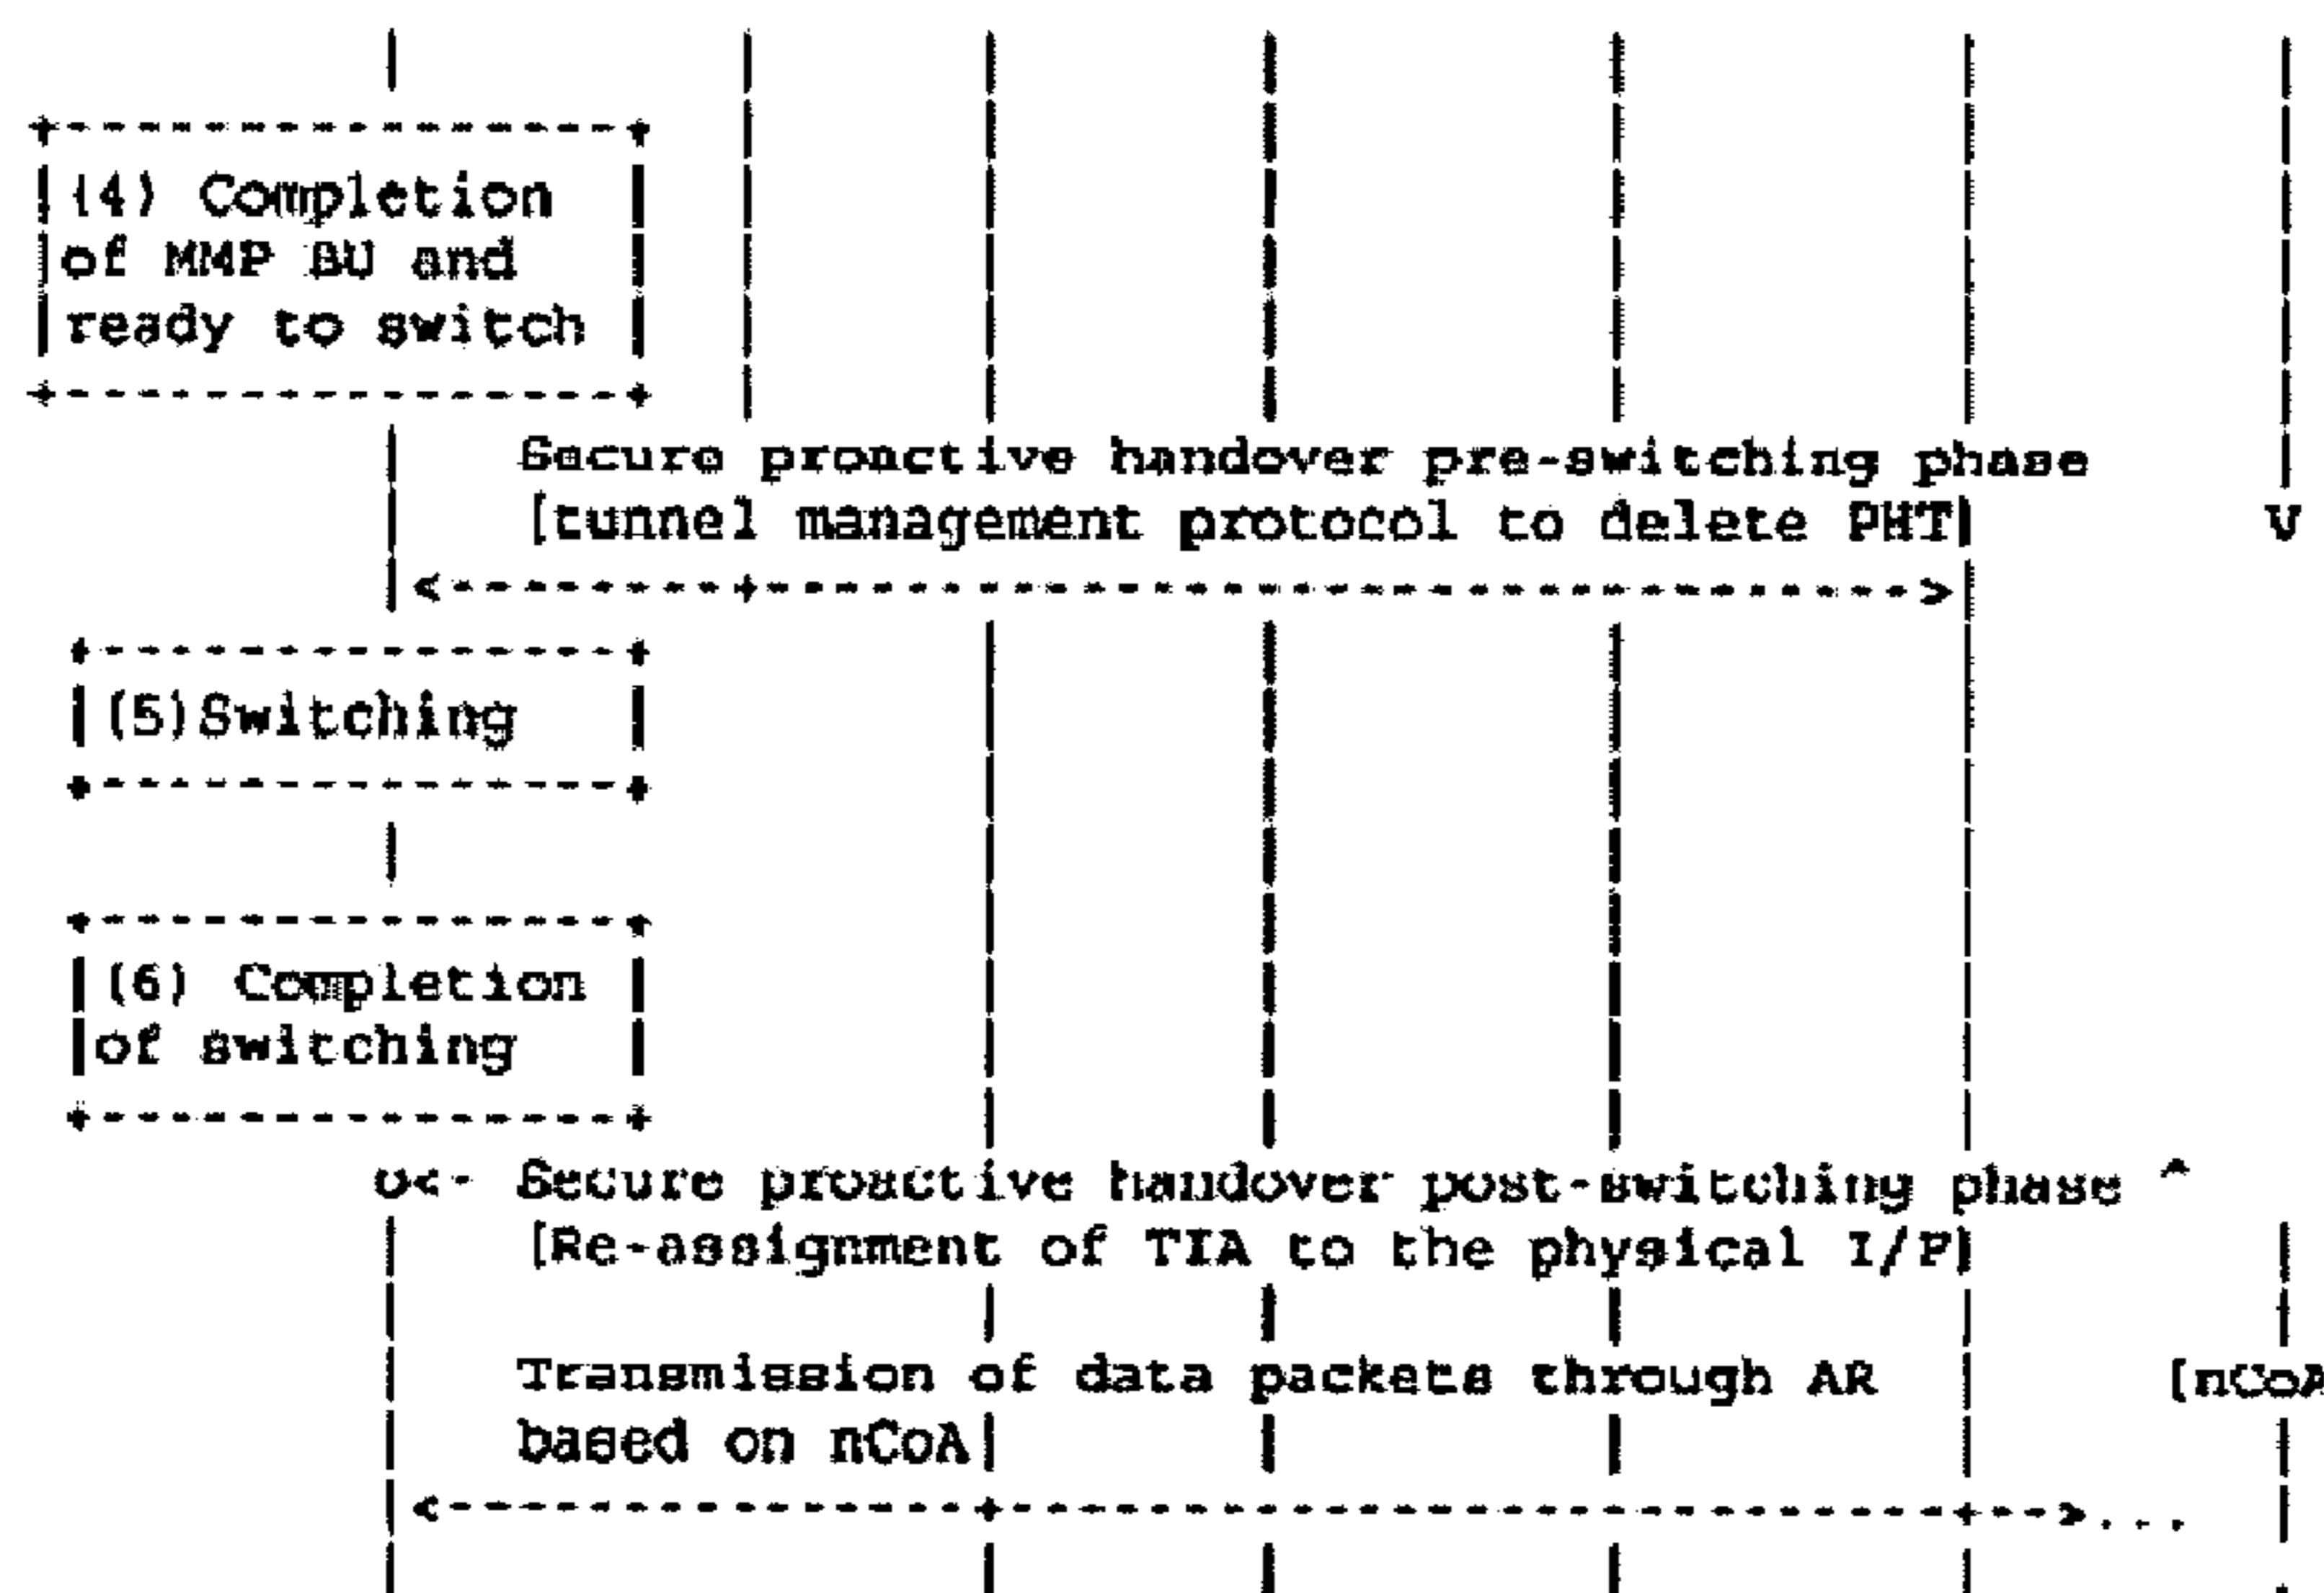 (4) Completion
of MMP BU and
ready to switch
Secure proactive handover pre-switching phase
[tunnel management protocol to delete PHT]
V
(5)Switching
(6) Completion
of switching
o<- Secure proactive handover post-switching phase ^
[Re-assignment of TIA to the physical I/F]
Transmission of data packets through AR [nCoA
based on nCoA
...